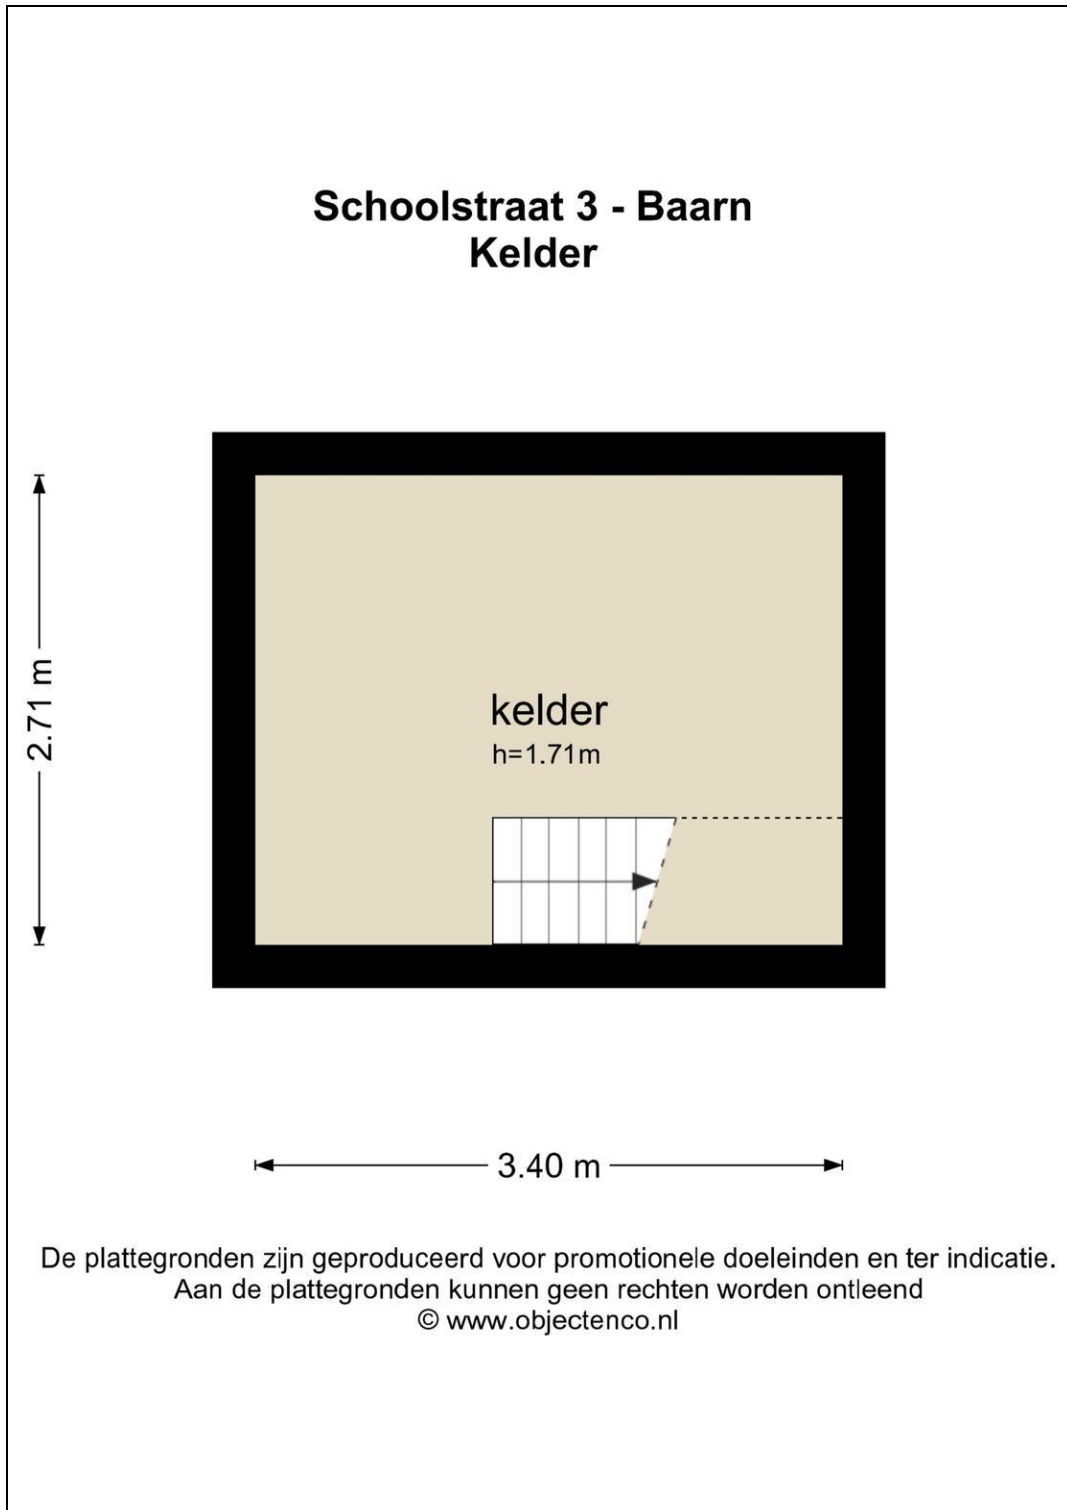 Schoolstraat 3 - Baarn
Kelder
2.71 m
kelder
h=1.71m
3.40 m
De plattegronden zijn geproduceerd voor promotionele doeleinden en ter indicatie.
Aan de plattegronden kunnen geen rechten worden ontleend
© www.objectenco.nl